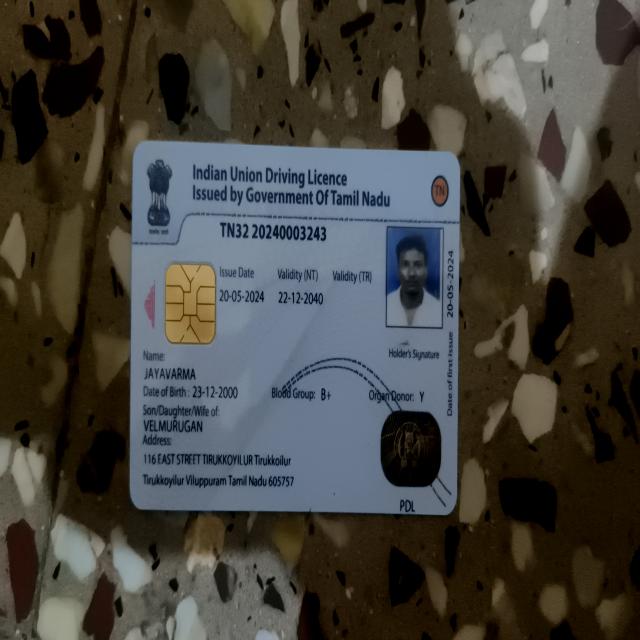 Indian Union Driving Licence
Issued by Government Of Tamil Nadu
TN
TN32 20240003243
Issue Date Validity (NT) Validity (TR)
20-05-2024 22-12-2040
Holder's Signature
Date of first issue 20-05-2024
Name:
JAYAVARMA
Date of Birth : 23-12-2000 Blood Group: B+ Organ Donor: Y
Son/Daughter/Wife of:
VELMURUGAN
Address:
116 EAST STREET TIRUKKOYILUR Tirukkoilur
Tirukkoyilur Viluppuram Tamil Nadu 605757
PDL